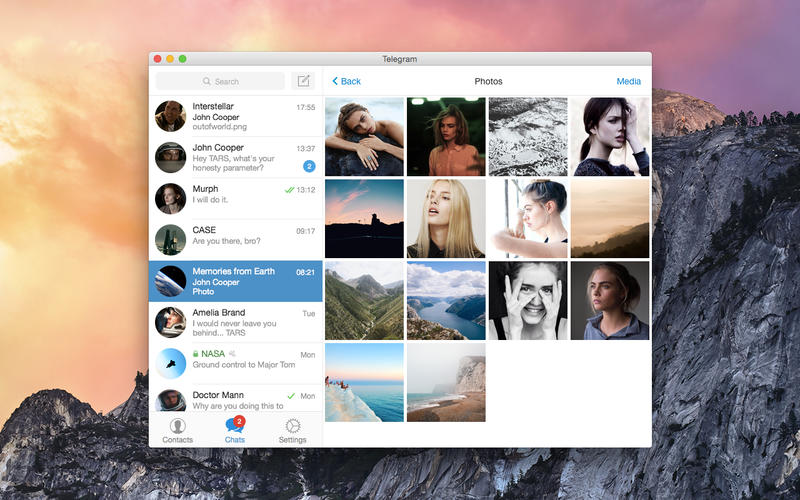 Telegram
Search
Back
Photos
Media
Interstellar 17:55
John Cooper
outofworld.png
John Cooper 13:37
Hey TARS, what's your
honesty parameter? 2
Murph 13:12
I will do it.
CASE 09:17
Are you there, bro?
Memories from Earth 08:21
John Cooper
Photo
Amelia Brand Tue
I would never leave you
behind... TARS
NASA Mon
Ground control to Major Tom
Doctor Mann Mon
Why are you doing this to
2
Contacts
Chats
Settings